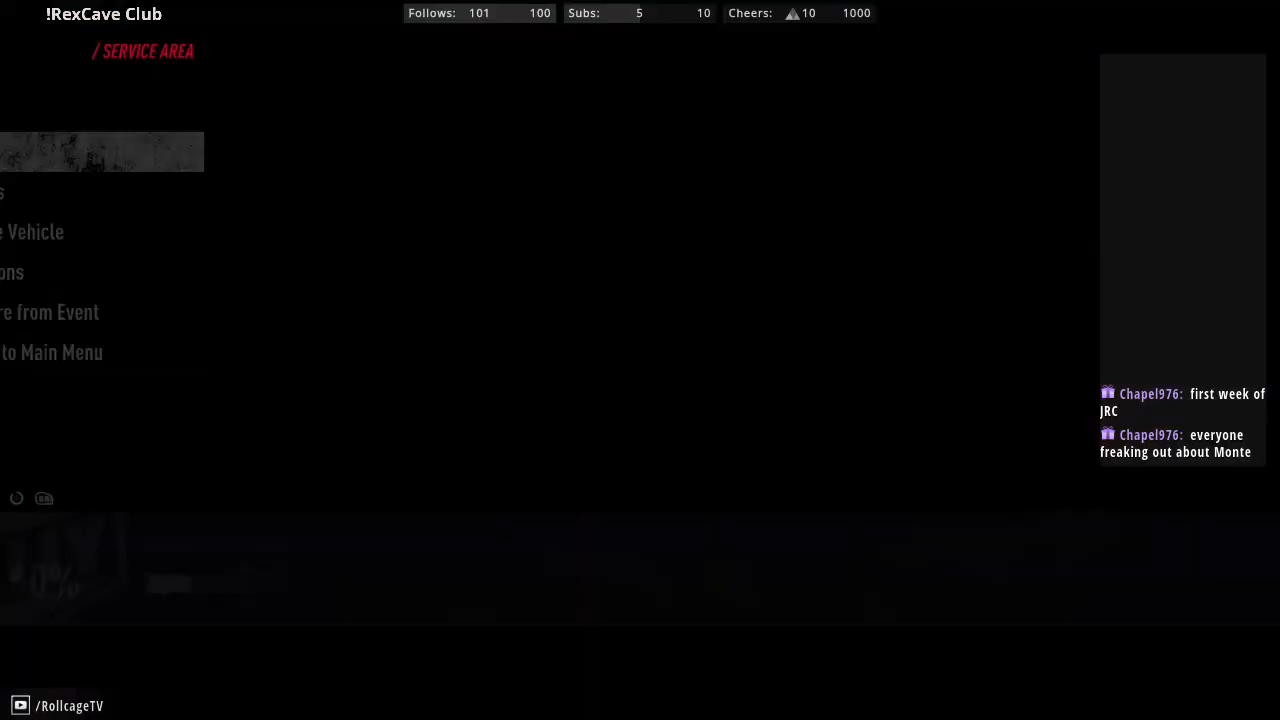 !RexCave Club
Follows: 101 100
Subs: 5 10
Cheers: 10 1000
/ SERVICE AREA
s
e Vehicle
ons
re from Event
to Main Menu
Chapel976: first week of
JRC
Chapel976: everyone
freaking out about Monte
0%
/RollcageTV